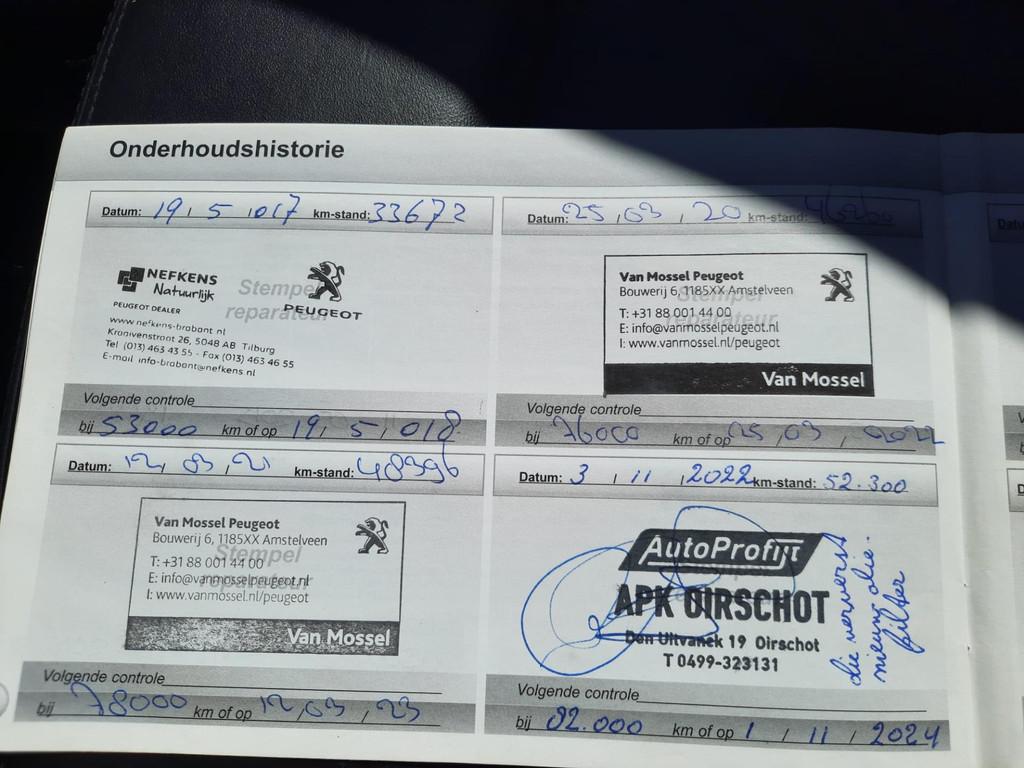 Onderhoudshistorie
Datum: 19 / 5 / 017 km-stand: 33672
NEFKENS
Natuurlijk
PEUGEOT DEALER
PEUGEOT
Stempel
reparateur
www.nefkens-brabant.nl
Kraaivenstraat 26, 5048 AB Tilburg
Tel (013) 463 43 55 - Fax (013) 463 46 55
E-mail info-brabant@nefkens.nl
Volgende controle
bij 53000 km of op 19 / 5 / 018
Datum: 25 / 03 / 20 km-stand:
Van Mossel Peugeot
Bouwerij 6, 1185XX Amstelveen
Stempel
reparateur
T: +31 88 001 44 00
E: info@vanmosselpeugeot.nl
I: www.vanmossel.nl/peugeot
Van Mossel
Volgende controle
bij 76000 km of op 25 / 03 / 2022
Datum: 12 / 03 / 21 km-stand: 48396
Van Mossel Peugeot
Bouwerij 6, 1185XX Amstelveen
Stempel
reparateur
T: +31 88 001 44 00
E: info@vanmosselpeugeot.nl
I: www.vanmossel.nl/peugeot
Van Mossel
Volgende controle
bij 78000 km of op 12 / 03 / 23
Datum: 3 / 11 / 2022 km-stand: 52.300
AutoProfijt
APK OIRSCHOT
Den Uitvanck 19 Oirschot
T 0499-323131
olie ververst
nieuw olie.
filter
Volgende controle
bij 82.000 km of op 1 / 11 / 2024